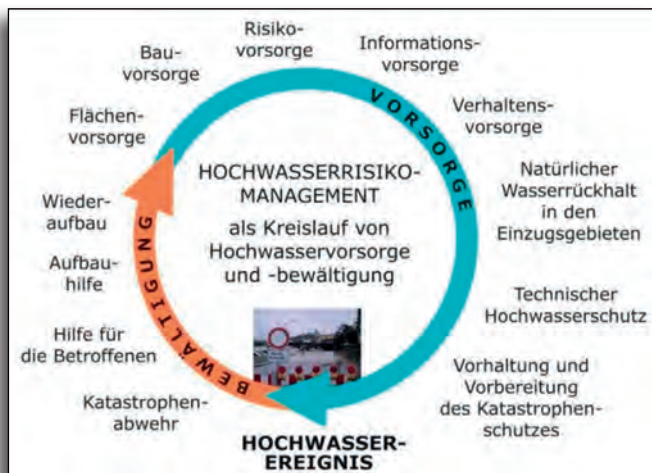 Risiko-
vorsorge
Informations-
vorsorge
Bau-
vorsorge
Verhaltens-
vorsorge
Flächen-
vorsorge
VORSORGE
Natürlicher
Wasserrückhalt
in den
Einzugsgebieten
HOCHWASSERRISIKO-
MANAGEMENT
als Kreislauf von
Hochwasservorsorge
und -bewältigung
Wieder-
aufbau
Aufbau-
hilfe
Hilfe für
die Betroffenen
Katastrophen-
abwehr
BEWÄLTIGUNG
Technischer
Hochwasserschutz
Vorhaltung und
Vorbereitung
des Katastrophen-
schutzes
HOCHWASSER-
EREIGNIS